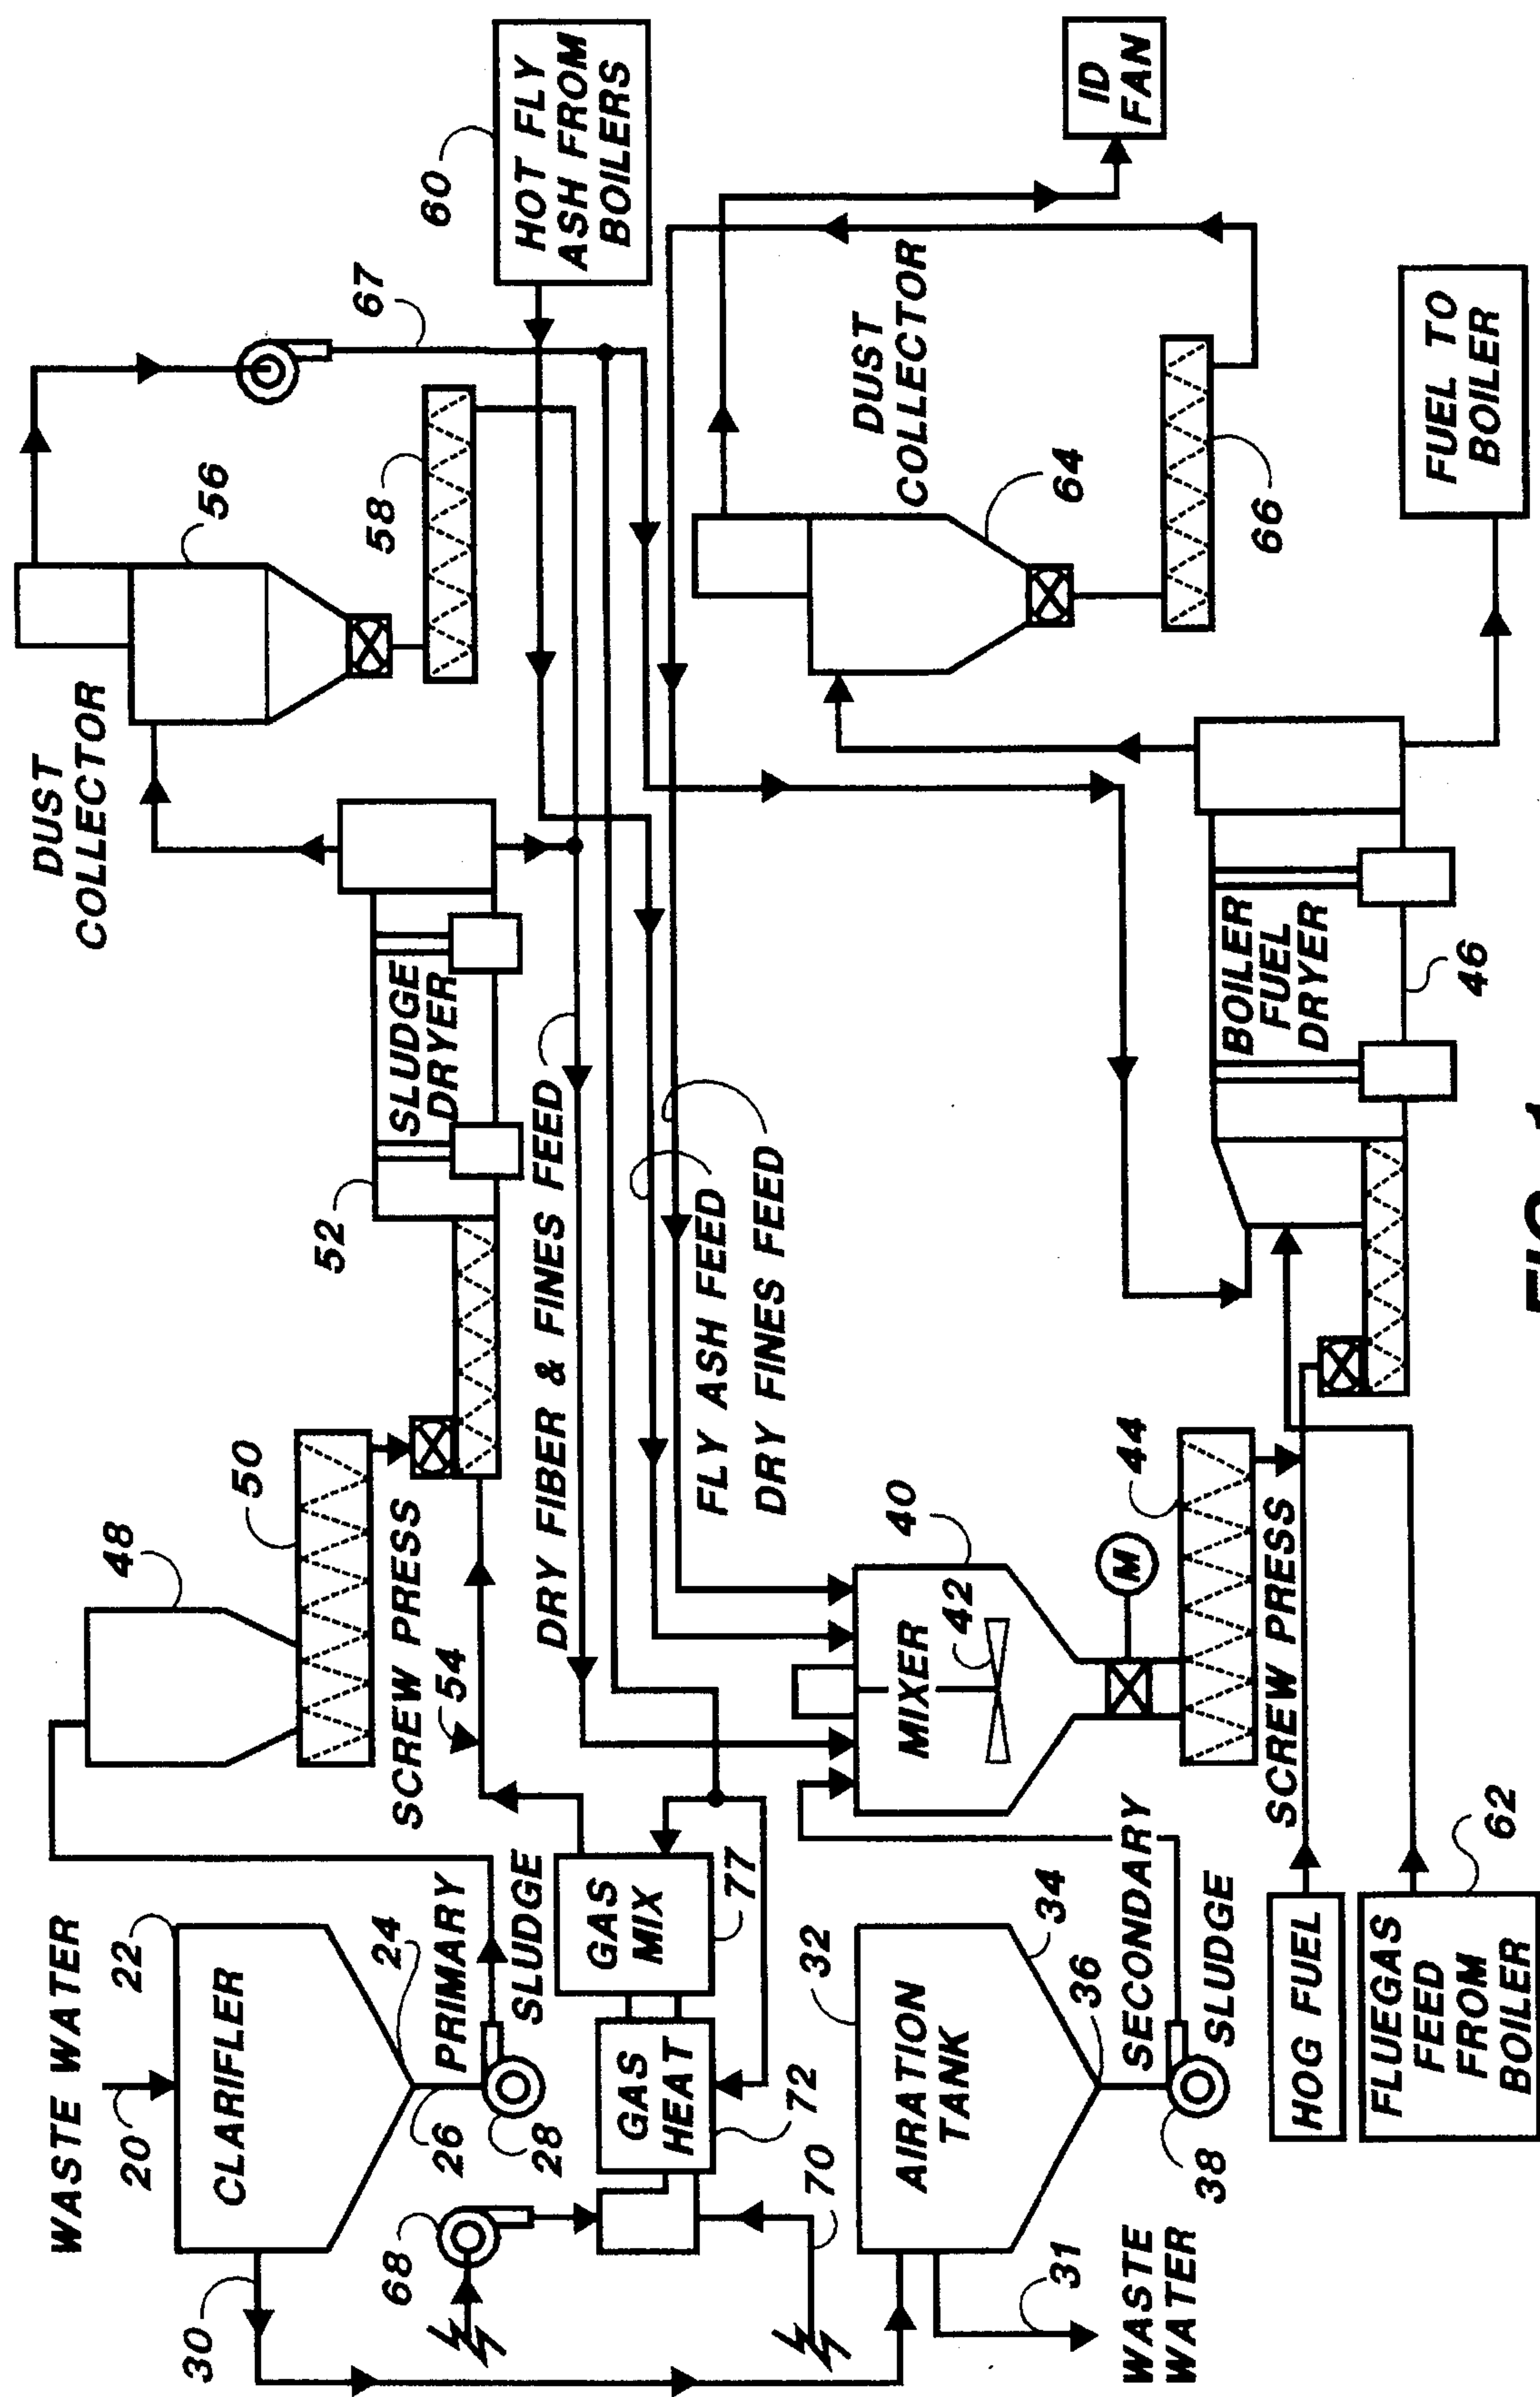 WASTE WATER
20
22
CLARIFLER
24
26
PRIMARY
SLUDGE
28
30
48
50
SCREW PRESS
54
52
SLUDGE
DRYER
DUST
COLLECTOR
56
58
67
60
HOT FLY
ASH FROM
BOILERS
68
GAS
HEAT
72
GAS
MIX
77
70
DRY FIBER & FINES FEED
FLY ASH FEED
DRY FINES FEED
AIRATION
TANK
32
34
36
31
WASTE
WATER
SECONDARY
SLUDGE
38
MIXER
40
42
M
44
SCREW PRESS
DUST
COLLECTOR
64
66
ID
FAN
HOG FUEL
FLUEGAS
FEED
FROM
BOILER
62
BOILER
FUEL
DRYER
46
FUEL TO
BOILER